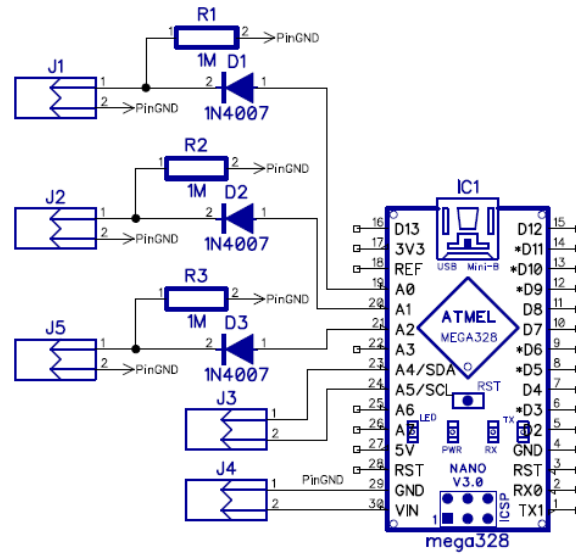 R1
1 2 PinGND
1M
J1
D1
1 2 1
2 PinGND
1N4007
R2
1 2 PinGND
1M
J2
D2
1 2 1
2 PinGND
1N4007
R3
1 2 PinGND
1M
J5
D3
1 2 1
2 PinGND
1N4007
J3
1
2
J4
1 PinGND
2
IC1
USB Mini-B
16 D13 D12 15
17 3V3 *D11 14
18 REF *D10 13
19 A0 *D9 12
20 A1 D8 11
21 A2 D7 10
22 A3 *D6 9
23 A4/SDA *D5 8
24 A5/SCL D4 7
25 A6 *D3 6
26 A7 D2 5
27 5V GND 4
28 RST RST 3
29 GND RX0 2
30 VIN TX1 1
ATMEL
MEGA328
RST
LED TX
PWR RX
NANO
V3.0
1 ICSP
mega328